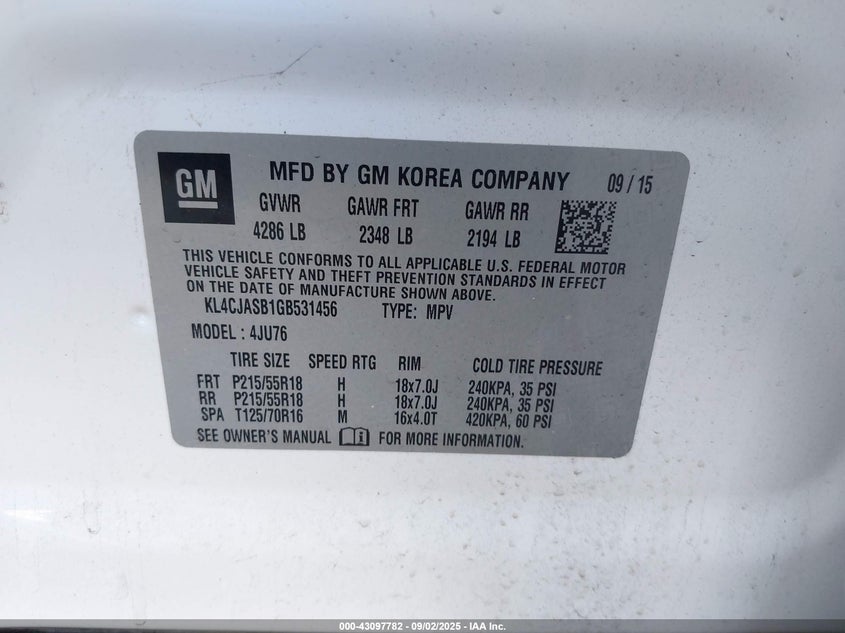 GM MFD BY GM KOREA COMPANY 09 / 15
GVWR GAWR FRT GAWR RR
4286 LB 2348 LB 2194 LB
THIS VEHICLE CONFORMS TO ALL APPLICABLE U.S. FEDERAL MOTOR
VEHICLE SAFETY AND THEFT PREVENTION STANDARDS IN EFFECT
ON THE DATE OF MANUFACTURE SHOWN ABOVE.
KL4CJASB1GB531456 TYPE: MPV
MODEL : 4JU76
TIRE SIZE SPEED RTG RIM COLD TIRE PRESSURE
FRT P215/55R18 H 18x7.0J 240KPA, 35 PSI
RR P215/55R18 H 18x7.0J 240KPA, 35 PSI
SPA T125/70R16 M 16x4.0T 420KPA, 60 PSI
SEE OWNER'S MANUAL FOR MORE INFORMATION.
000-43097782 - 09/02/2025 - IAA Inc.